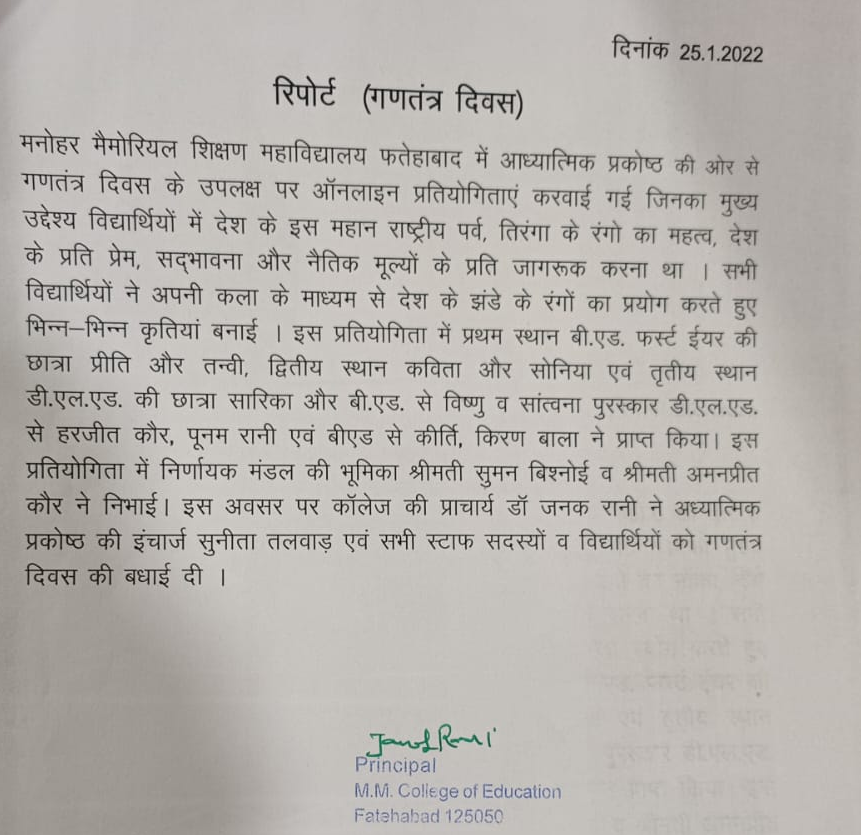 दिनांक 25.1.2022
रिपोर्ट (गणतंत्र दिवस)
मनोहर मैमोरियल शिक्षण महाविद्यालय फतेहाबाद में आध्यात्मिक प्रकोष्ठ की ओर से
गणतंत्र दिवस के उपलक्ष पर ऑनलाइन प्रतियोगिताएं करवाई गई जिनका मुख्य
उद्देश्य विद्यार्थियों में देश के इस महान राष्ट्रीय पर्व, तिरंगा के रंगो का महत्व, देश
के प्रति प्रेम, सद्भावना और नैतिक मूल्यों के प्रति जागरूक करना था । सभी
विद्यार्थियों ने अपनी कला के माध्यम से देश के झंडे के रंगों का प्रयोग करते हुए
भिन्न–भिन्न कृतियां बनाई । इस प्रतियोगिता में प्रथम स्थान बी.एड. फर्स्ट ईयर की
छात्रा प्रीति और तन्वी, द्वितीय स्थान कविता और सोनिया एवं तृतीय स्थान
डी.एल.एड. की छात्रा सारिका और बी.एड. से विष्णु व सांत्वना पुरस्कार डी.एल.एड.
से हरजीत कौर, पूनम रानी एवं बीएड से कीर्ति, किरण बाला ने प्राप्त किया। इस
प्रतियोगिता में निर्णायक मंडल की भूमिका श्रीमती सुमन बिश्नोई व श्रीमती अमनप्रीत
कौर ने निभाई। इस अवसर पर कॉलेज की प्राचार्य डॉ जनक रानी ने अध्यात्मिक
प्रकोष्ठ की इंचार्ज सुनीता तलवाड़ एवं सभी स्टाफ सदस्यों व विद्यार्थियों को गणतंत्र
दिवस की बधाई दी ।
Principal
M.M. College of Education
Fatehabad 125050